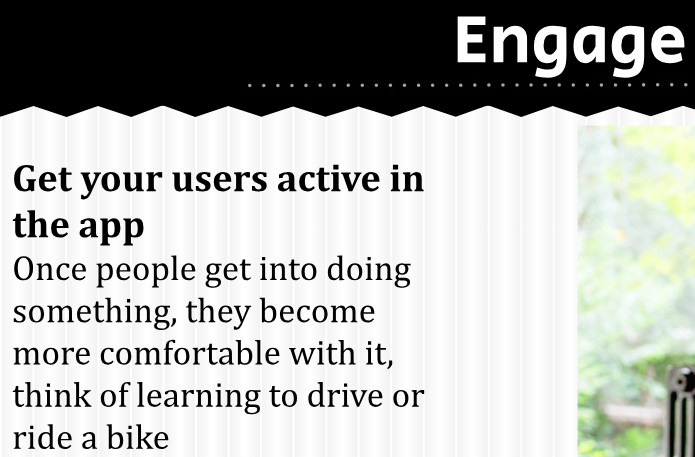 Engage
Get your users active in
the app
Once people get into doing
something, they become
more comfortable with it,
think of learning to drive or
ride a bike